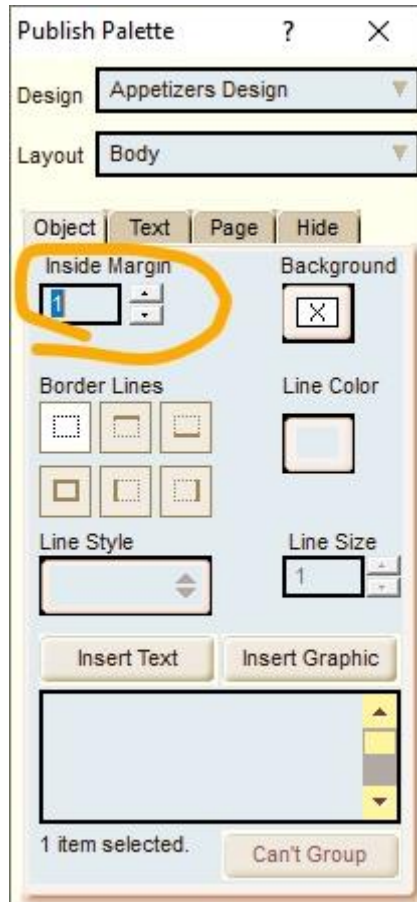 Publish Palette ?
Design Appetizers Design
Layout Body
Object Text Page Hide
Inside Margin Background
1 X
Border Lines Line Color
Line Style Line Size
1
Insert Text Insert Graphic
1 item selected. Can't Group